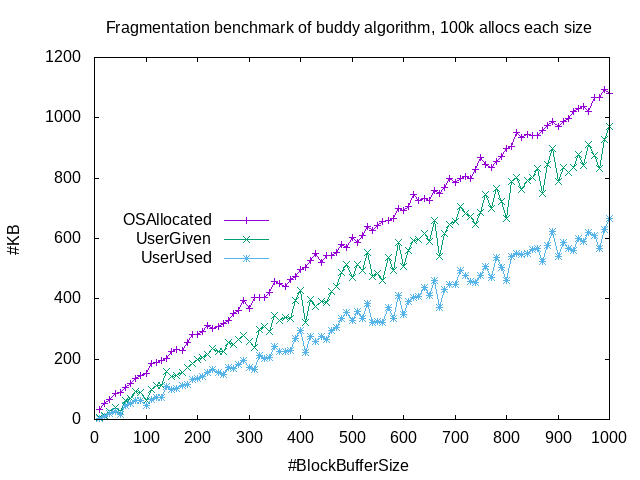 Fragmentation benchmark of buddy algorithm, 100k allocs each size
1200
1000
800
600
400
200
0
#KB
OSAllocated
UserGiven
UserUsed
0 100 200 300 400 500 600 700 800 900 1000
#BlockBufferSize